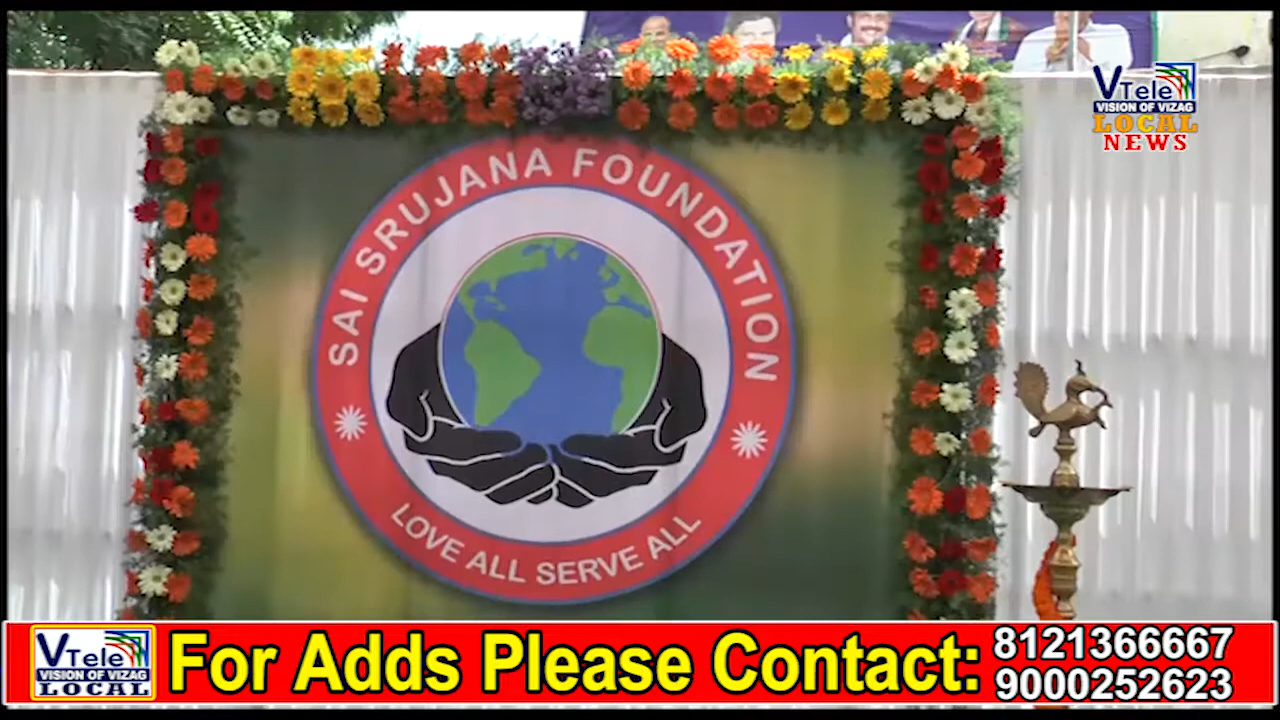 VTele
VISION OF VIZAG
LOCAL
NEWS
SAI SRUJANA FOUNDATION
LOVE ALL SERVE ALL
VTele
VISION OF VIZAG
LOCAL
For Adds Please Contact:
8121366667
9000252623